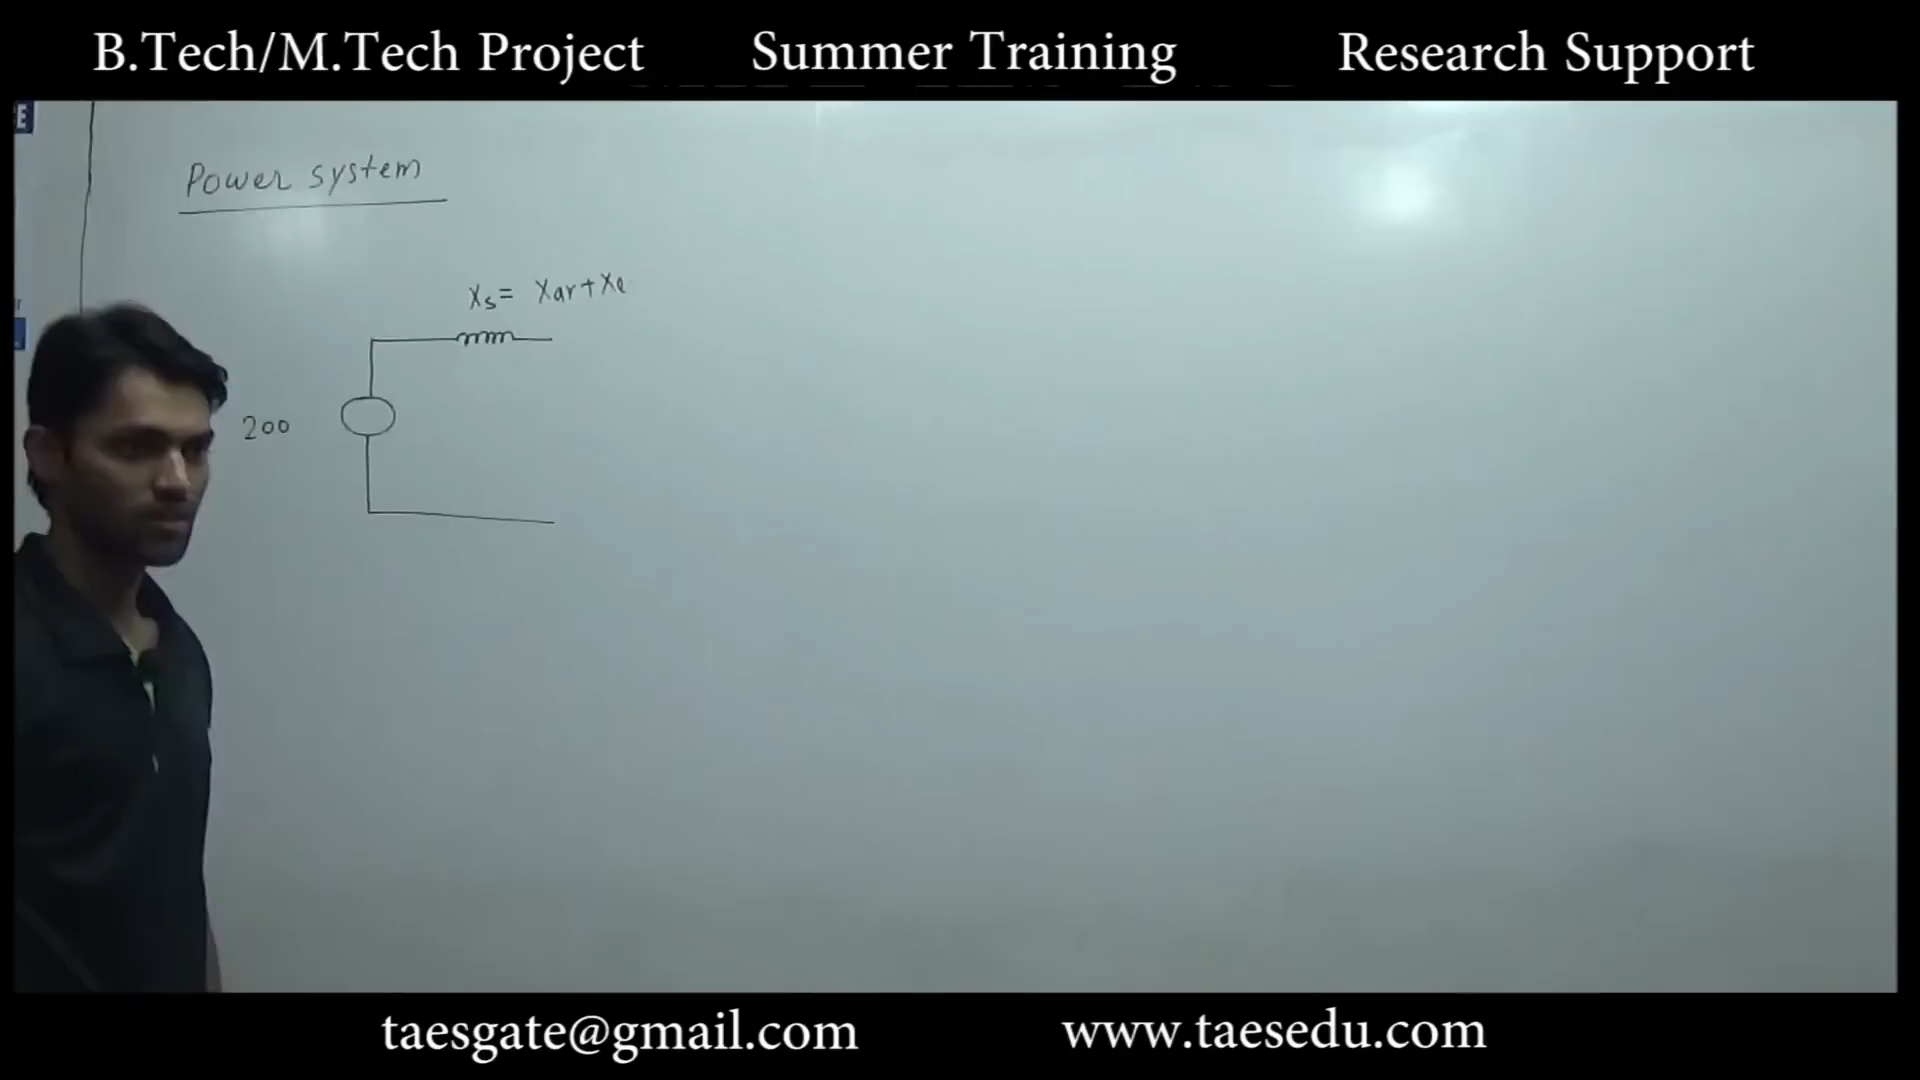 B.Tech/M.Tech Project Summer Training Research Support
E
Power system
Xs= Xar+Xl
200
taesgate@gmail.com www.taesedu.com